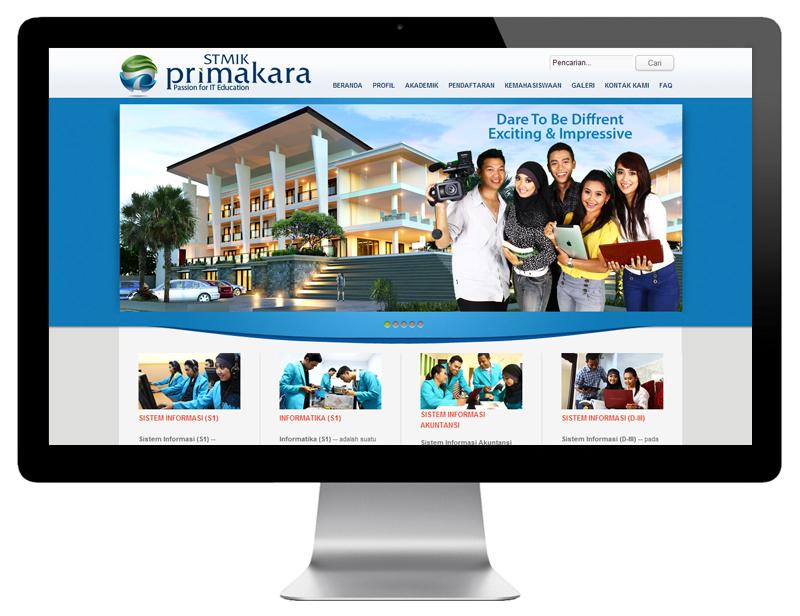 STMIK
primakara
Passion for IT Education
Pencarian...
Cari
BERANDA PROFIL AKADEMIK PENDAFTARAN KEMAHASISWAAN GALERI KONTAK KAMI FAQ
Dare To Be Diffrent
Exciting & Impressive
SISTEM INFORMASI (S1)
Sistem Informasi (S1) --
INFORMATIKA (S1)
Informatika (S1) -- adalah suatu
SISTEM INFORMASI
AKUNTANSI
Sistem Informasi Akuntansi
SISTEM INFORMASI (D-III)
Sistem Informasi (D-III) -- pada